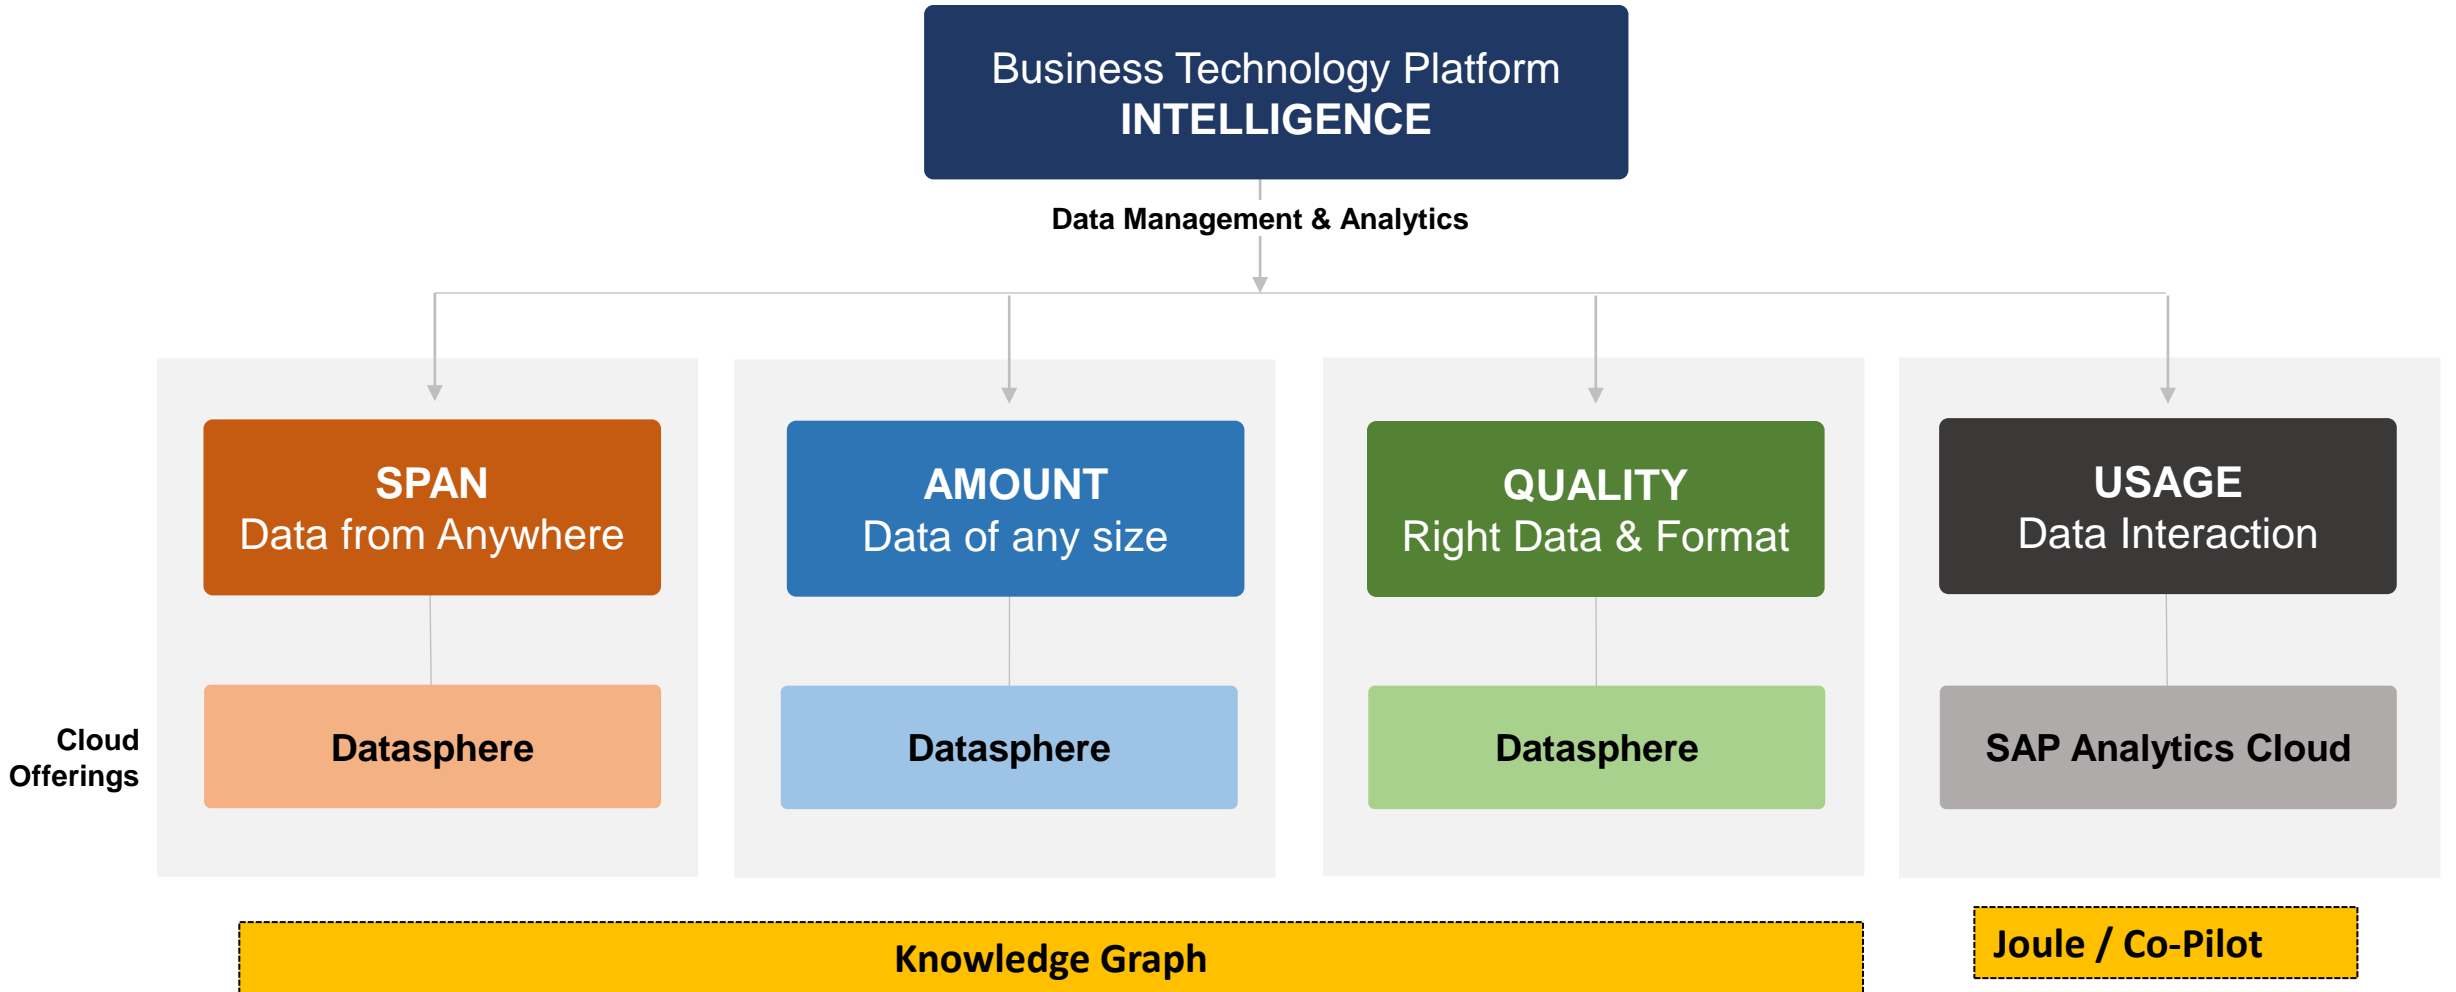 Business Technology Platform
INTELLIGENCE
Data Management & Analytics
SPAN
Data from Anywhere
AMOUNT
Data of any size
QUALITY
Right Data & Format
USAGE
Data Interaction
Cloud
Offerings
Datasphere
Datasphere
Datasphere
SAP Analytics Cloud
Knowledge Graph
Joule / Co-Pilot